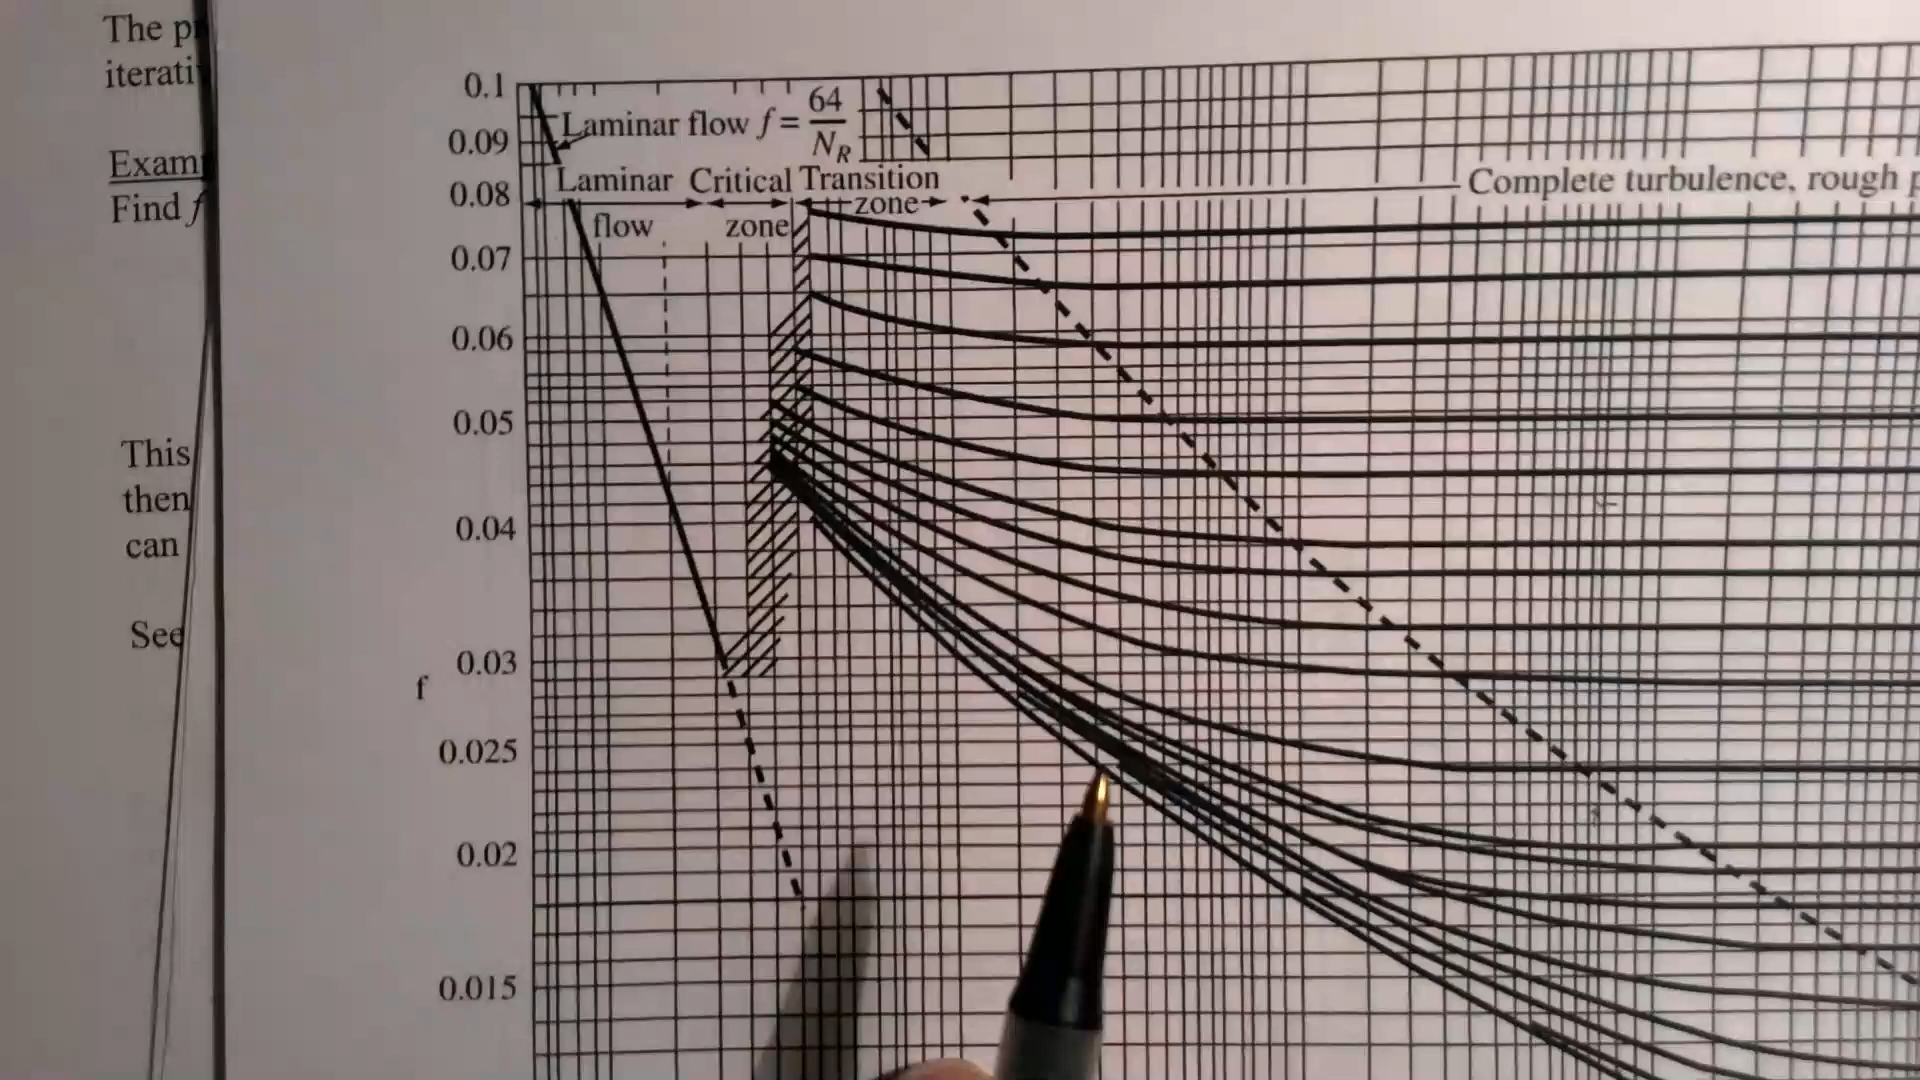 The
iterati
Exam
Find f
This
then
can
See
0.1
0.09
0.08
0.07
0.06
0.05
0.04
0.03
f
0.025
0.02
0.015
Laminar flow f = 64
N_R
Laminar Critical Transition
flow zone zone
Complete turbulence, rough p